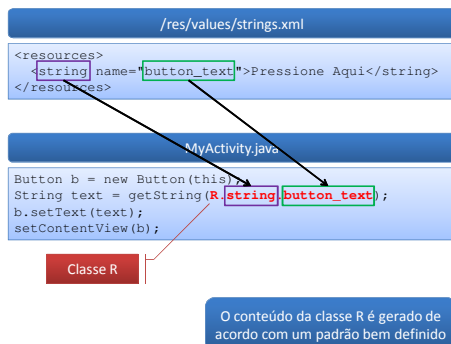 /res/values/strings.xml
<resources>
<string name="button_text">Pressione Aqui</string>
</resources>
MyActivity.java
Button b = new Button(this);
String text = getString(R.string.button_text);
b.setText(text);
setContentView(b);
Classe R
O conteúdo da classe R é gerado de
acordo com um padrão bem definido